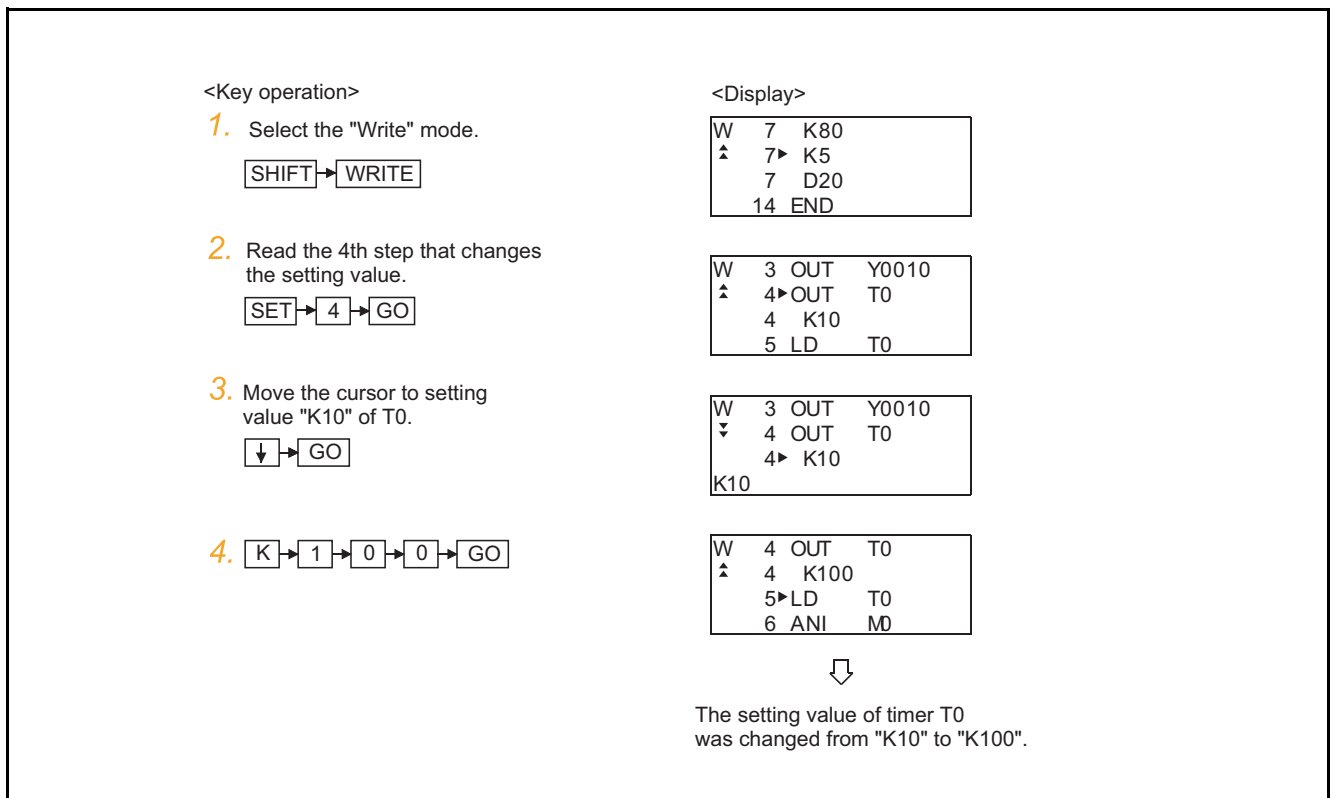 <Key operation>
1. Select the "Write" mode.
SHIFT WRITE
2. Read the 4th step that changes
the setting value.
SET 4 GO
3. Move the cursor to setting
value "K10" of T0.
GO
4. K 1 0 0 GO
<Display>
W 7 K80
7 K5
7 D20
14 END
W 3 OUT Y0010
4 OUT T0
4 K10
5 LD T0
W 3 OUT Y0010
4 OUT T0
4 K10
K10
W 4 OUT T0
4 K100
5 LD T0
6 ANI M0
The setting value of timer T0
was changed from "K10" to "K100".